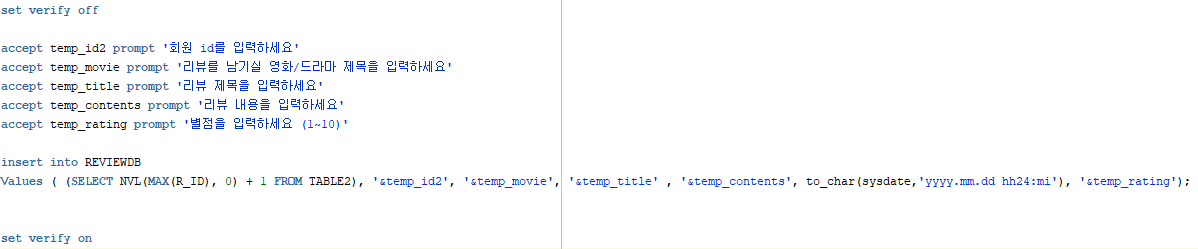 set verify off
accept temp_id2 prompt '회원 id를 입력하세요'
accept temp_movie prompt '리뷰를 남기실 영화/드라마 제목을 입력하세요'
accept temp_title prompt '리뷰 제목을 입력하세요'
accept temp_contents prompt '리뷰 내용을 입력하세요'
accept temp_rating prompt '별점을 입력하세요 (1~10)'
insert into REVIEWDB
Values ( (SELECT NVL(MAX(R_ID), 0) + 1 FROM TABLE2), '&temp_id2', '&temp_movie', '&temp_title' , '&temp_contents', to_char(sysdate,'yyyy.mm.dd hh24:mi'), '&temp_rating');
set verify on